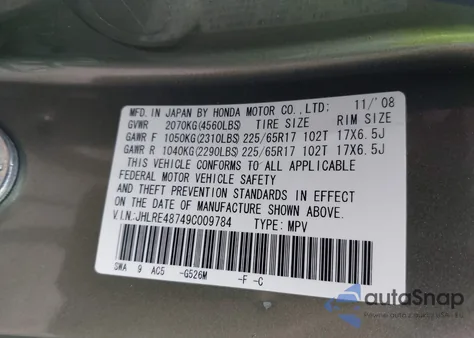 MFD. IN JAPAN BY HONDA MOTOR CO., LTD: 11/'08
GVWR 2070KG(4560LBS) TIRE SIZE RIM SIZE
GAWR F 1050KG(2310LBS) 225/65R17 102T 17X6.5J
GAWR R 1040KG(2290LBS) 225/65R17 102T 17X6.5J
THIS VEHICLE CONFORMS TO ALL APPLICABLE
FEDERAL MOTOR VEHICLE SAFETY
AND THEFT PREVENTION STANDARDS IN EFFECT
ON THE DATE OF MANUFACTURE SHOWN ABOVE.
V.I.N:JHLRE48749C009784 TYPE: MPV
SWA 9 AC5 -G526M -F -C
autoSnap